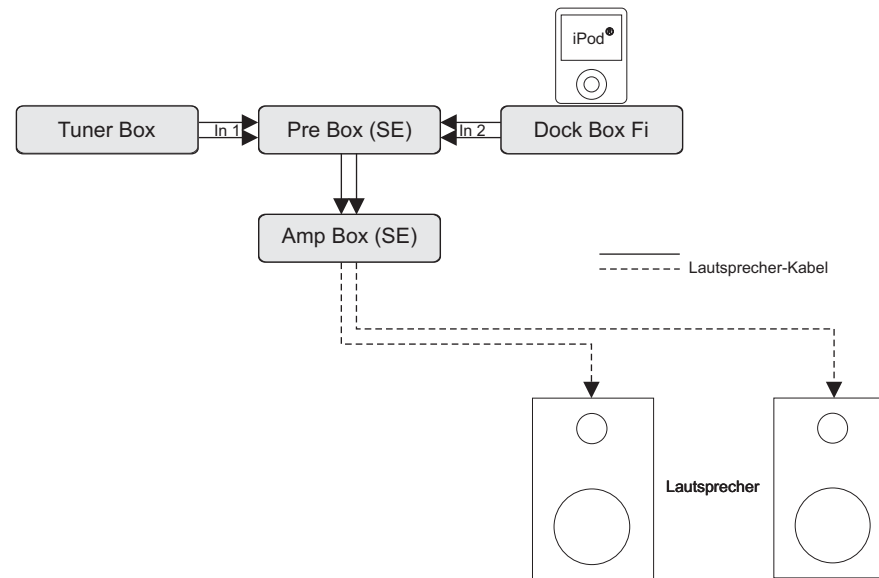 iPod®
Tuner Box
In 1
Pre Box (SE)
In 2
Dock Box Fi
Amp Box (SE)
Lautsprecher-Kabel
Lautsprecher